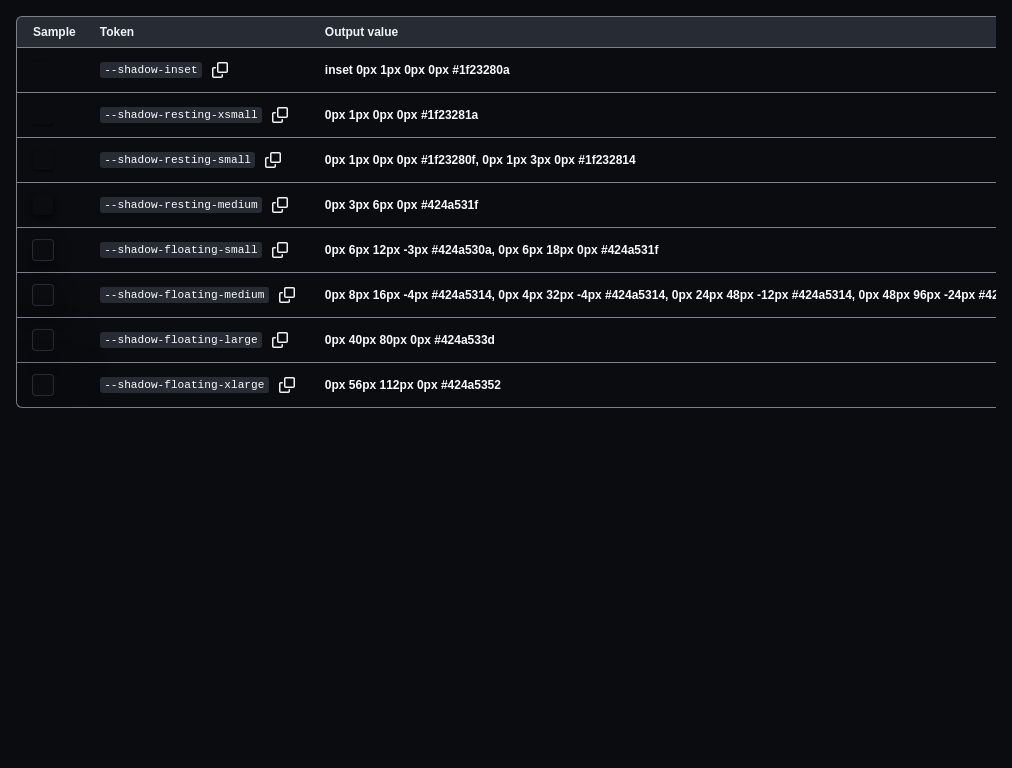 Sample Token Output value
--shadow-inset inset 0px 1px 0px 0px #1f23280a
--shadow-resting-xsmall 0px 1px 0px 0px #1f23281a
--shadow-resting-small 0px 1px 0px 0px #1f23280f, 0px 1px 3px 0px #1f232814
--shadow-resting-medium 0px 3px 6px 0px #424a531f
--shadow-floating-small 0px 6px 12px -3px #424a530a, 0px 6px 18px 0px #424a531f
--shadow-floating-medium 0px 8px 16px -4px #424a5314, 0px 4px 32px -4px #424a5314, 0px 24px 48px -12px #424a5314, 0px 48px 96px -24px #42
--shadow-floating-large 0px 40px 80px 0px #424a533d
--shadow-floating-xlarge 0px 56px 112px 0px #424a5352